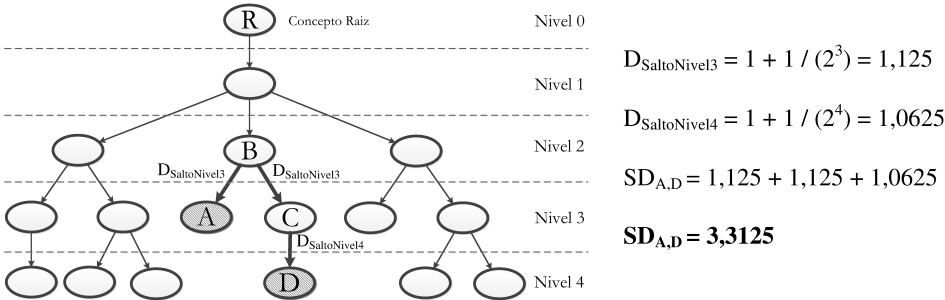 R
Concepto Raiz
Nivel 0
Nivel 1
B
Nivel 2
D_SaltoNivel3
D_SaltoNivel3
A
C
Nivel 3
D_SaltoNivel4
D
Nivel 4
D_SaltoNivel3 = 1 + 1 / (2^3) = 1,125
D_SaltoNivel4 = 1 + 1 / (2^4) = 1,0625
SD_A,D = 1,125 + 1,125 + 1,0625
SD_A,D = 3,3125